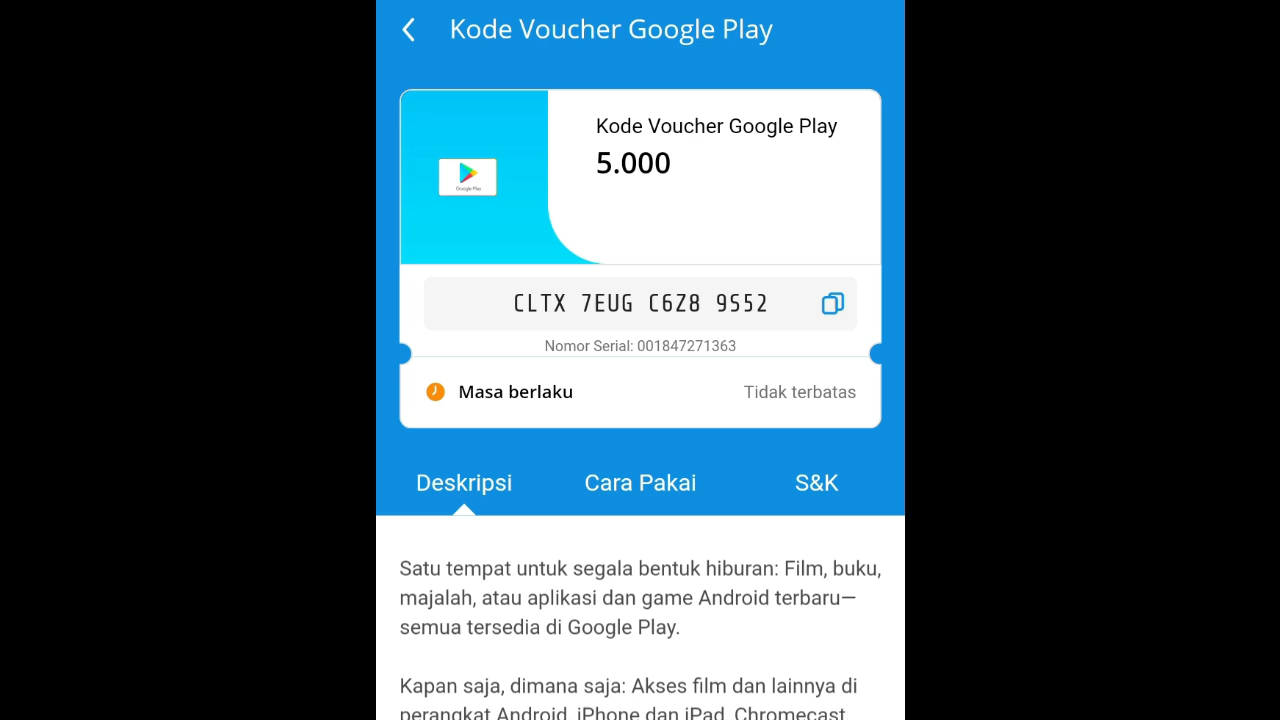 Kode Voucher Google Play
Kode Voucher Google Play
5.000
Google Play
CLTX 7EUG C6Z8 9S52
Nomor Serial: 001847271363
Masa berlaku Tidak terbatas
Deskripsi Cara Pakai S&K
Satu tempat untuk segala bentuk hiburan: Film, buku,
majalah, atau aplikasi dan game Android terbaru—
semua tersedia di Google Play.
Kapan saja, dimana saja: Akses film dan lainnya di
perangkat Android, iPhone dan iPad, Chromecast,